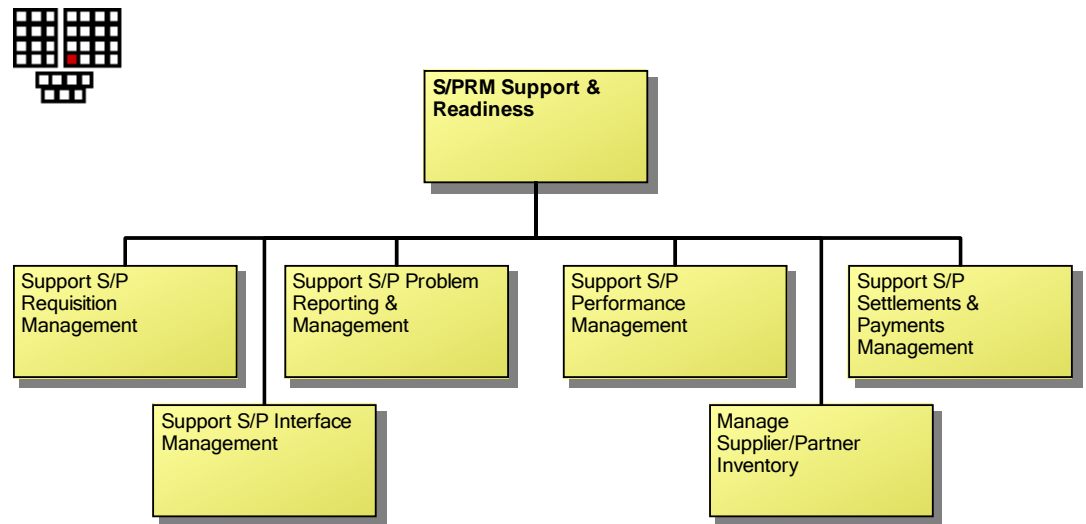 S/PRM Support &
Readiness
Support S/P
Requisition
Management
Support S/P Problem
Reporting &
Management
Support S/P
Performance
Management
Support S/P
Settlements &
Payments
Management
Support S/P Interface
Management
Manage
Supplier/Partner
Inventory